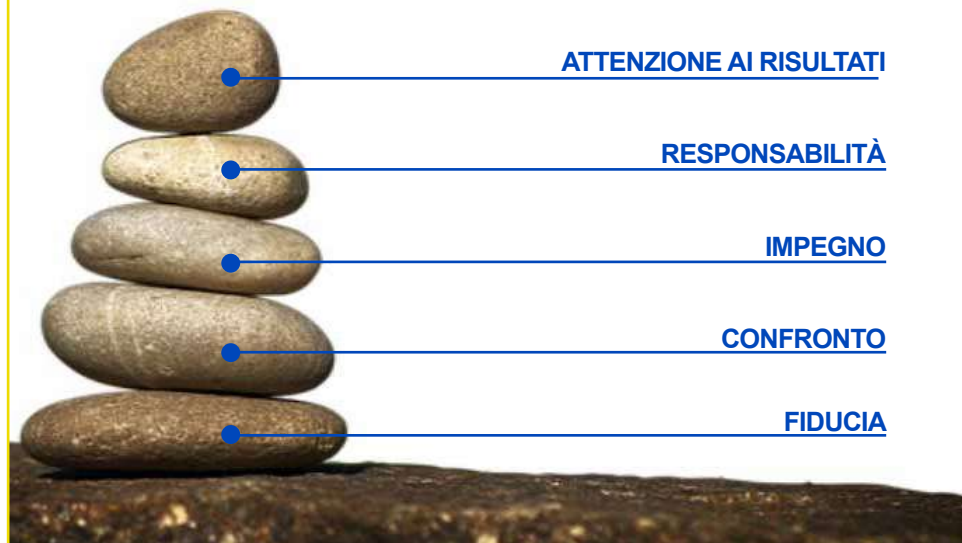 ATTENZIONE AI RISULTATI
RESPONSABILITÀ
IMPEGNO
CONFRONTO
FIDUCIA